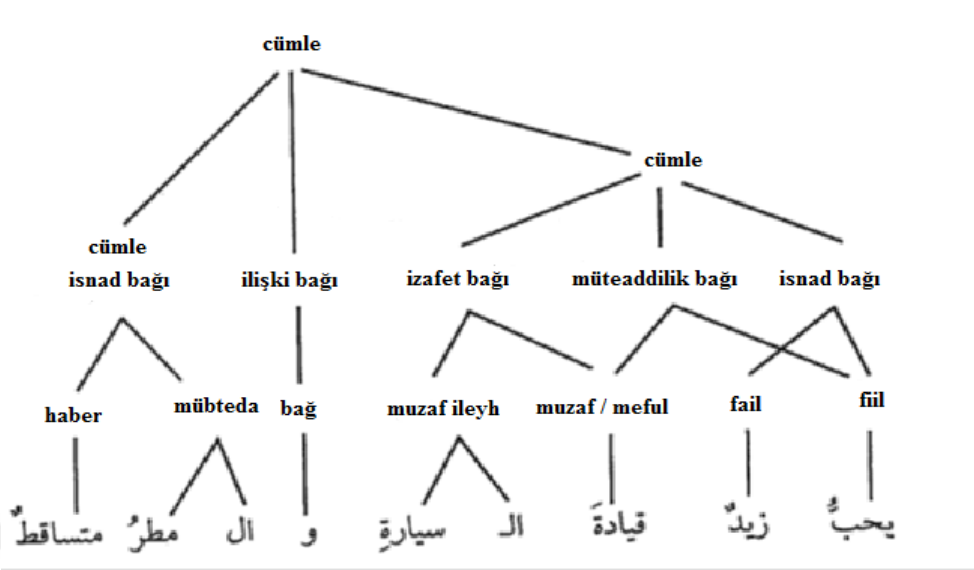 cümle
cümle
cümle
isnad bağı ilişki bağı izafet bağı müteaddilik bağı isnad bağı
haber mübteda bağ muzaf ileyh muzaf / meful fail fiil
يحبُّ زيدٌ قيادةَ الـ سيارةِ و ال مطرُ متساقطٌ